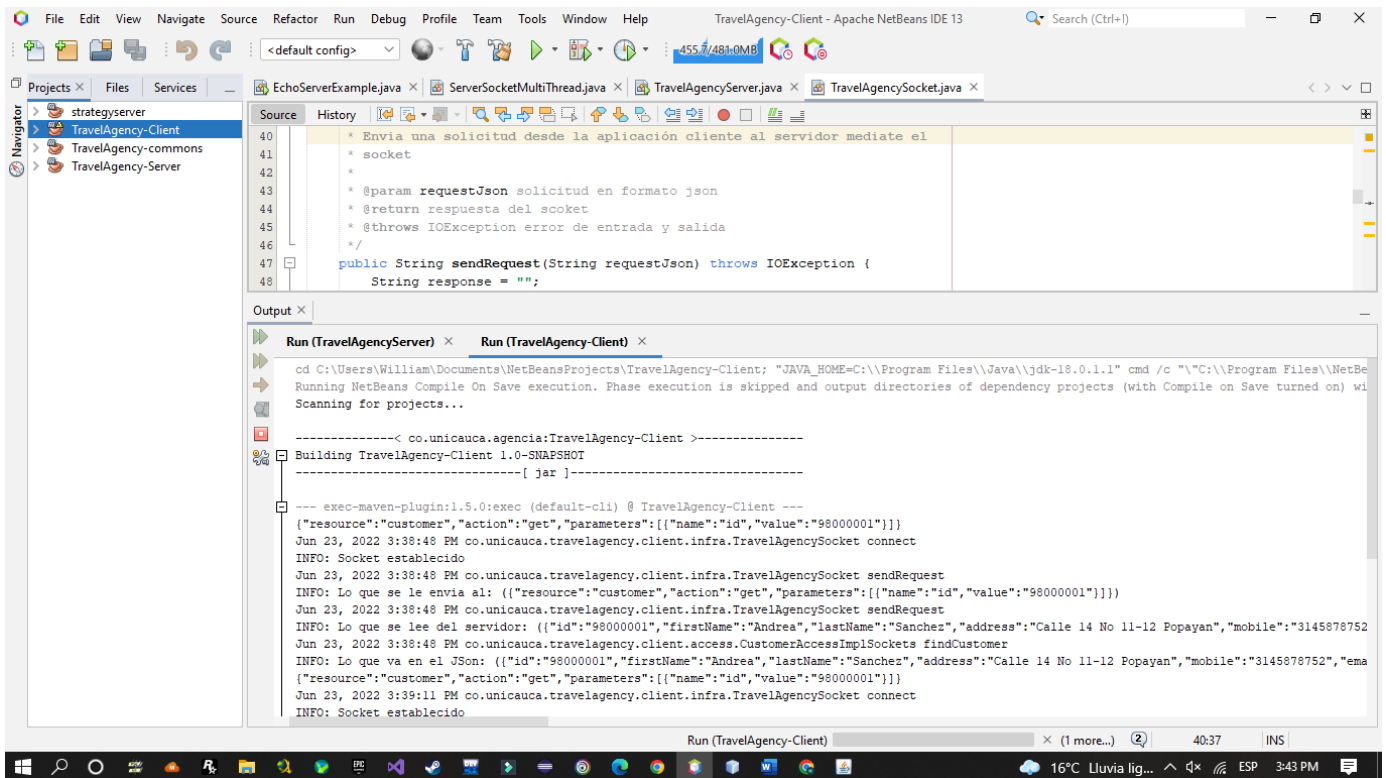 File Edit View Navigate Source Refactor Run Debug Profile Team Tools Window Help TravelAgency-Client - Apache NetBeans IDE 13 Search (Ctrl+I)
<default config> 455.7/481.0MB
Projects Files Services
EchoServerExample.java ServerSocketMultiThread.java TravelAgencyServer.java TravelAgencySocket.java
Navigator
strategyserver
TravelAgency-Client
TravelAgency-commons
TravelAgency-Server
Source History
40 * Envia una solicitud desde la aplicación cliente al servidor mediate el
41 * socket
42 *
43 * @param requestJson solicitud en formato json
44 * @return respuesta del scoket
45 * @throws IOException error de entrada y salida
46 */
47 public String sendRequest(String requestJson) throws IOException {
48 String response = "";
Output
Run (TravelAgencyServer) Run (TravelAgency-Client)
cd C:\Users\William\Documents\NetBeansProjects\TravelAgency-Client; "JAVA_HOME=C:\\Program Files\\Java\\jdk-18.0.1.1" cmd /c "\"C:\\Program Files\\NetBe
Running NetBeans Compile On Save execution. Phase execution is skipped and output directories of dependency projects (with Compile on Save turned on) wi
Scanning for projects...
--------------< co.unicauca.agencia:TravelAgency-Client >---------------
Building TravelAgency-Client 1.0-SNAPSHOT
--------------------------------[ jar ]---------------------------------
--- exec-maven-plugin:1.5.0:exec (default-cli) @ TravelAgency-Client ---
{"resource":"customer","action":"get","parameters":[{"name":"id","value":"98000001"}]}
Jun 23, 2022 3:38:48 PM co.unicauca.travelagency.client.infra.TravelAgencySocket connect
INFO: Socket establecido
Jun 23, 2022 3:38:48 PM co.unicauca.travelagency.client.infra.TravelAgencySocket sendRequest
INFO: Lo que se le envia al: ({"resource":"customer","action":"get","parameters":[{"name":"id","value":"98000001"}]})
Jun 23, 2022 3:38:48 PM co.unicauca.travelagency.client.infra.TravelAgencySocket sendRequest
INFO: Lo que se lee del servidor: ({"id":"98000001","firstName":"Andrea","lastName":"Sanchez","address":"Calle 14 No 11-12 Popayan","mobile":"3145878752
Jun 23, 2022 3:38:48 PM co.unicauca.travelagency.client.access.CustomerAccessImplSockets findCustomer
INFO: Lo que va en el JSon: ({"id":"98000001","firstName":"Andrea","lastName":"Sanchez","address":"Calle 14 No 11-12 Popayan","mobile":"3145878752","ema
{"resource":"customer","action":"get","parameters":[{"name":"id","value":"98000001"}]}
Jun 23, 2022 3:39:11 PM co.unicauca.travelagency.client.infra.TravelAgencySocket connect
INFO: Socket establecido
Run (TravelAgency-Client) (1 more...) 2 40:37 INS
16°C Lluvia lig... ESP 3:43 PM